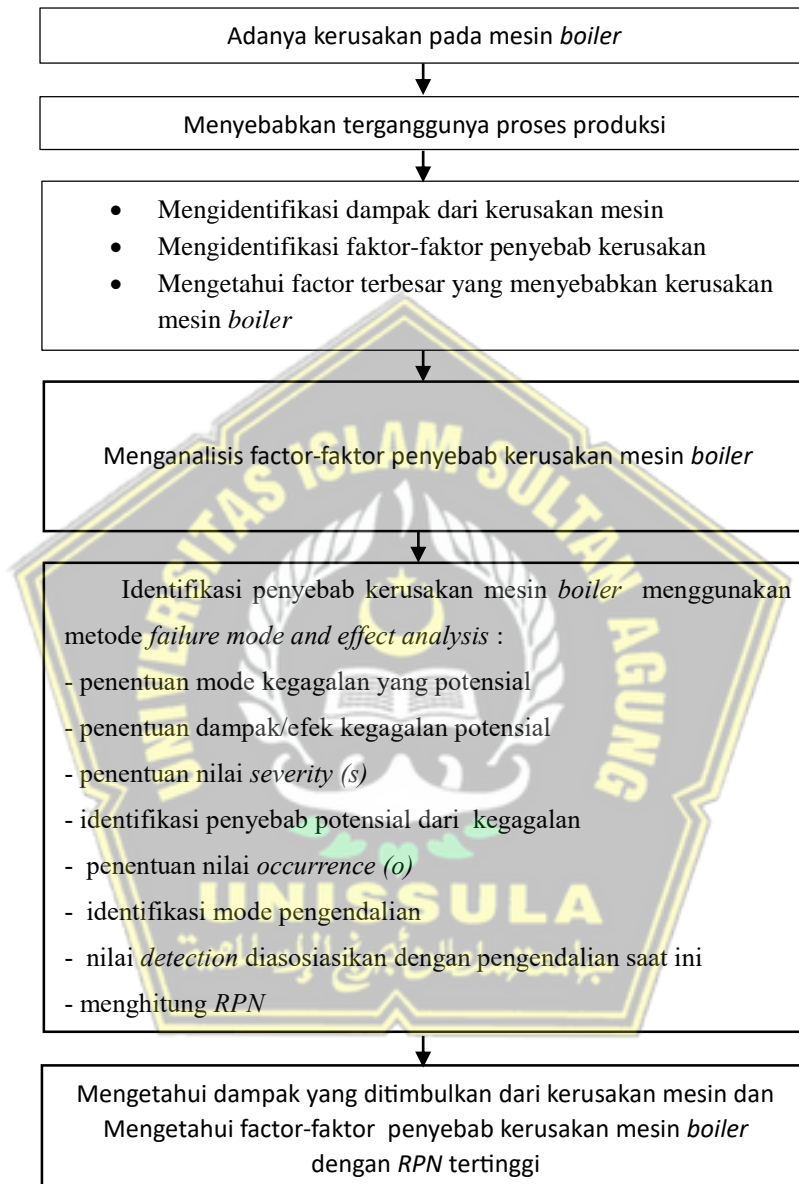 Adanya kerusakan pada mesin boiler
Menyebabkan terganggunya proses produksi
• Mengidentifikasi dampak dari kerusakan mesin
• Mengidentifikasi faktor-faktor penyebab kerusakan
• Mengetahui factor terbesar yang menyebabkan kerusakan
mesin boiler
Menganalisis factor-faktor penyebab kerusakan mesin boiler
Identifikasi penyebab kerusakan mesin boiler menggunakan
metode failure mode and effect analysis :
- penentuan mode kegagalan yang potensial
- penentuan dampak/efek kegagalan potensial
- penentuan nilai severity (s)
- identifikasi penyebab potensial dari kegagalan
- penentuan nilai occurrence (o)
- identifikasi mode pengendalian
- nilai detection diasosiasikan dengan pengendalian saat ini
- menghitung RPN
Mengetahui dampak yang ditimbulkan dari kerusakan mesin dan
Mengetahui factor-faktor penyebab kerusakan mesin boiler
dengan RPN tertinggi
UNIVERSITAS ISLAM SULTAN AGUNG
UNISSULA